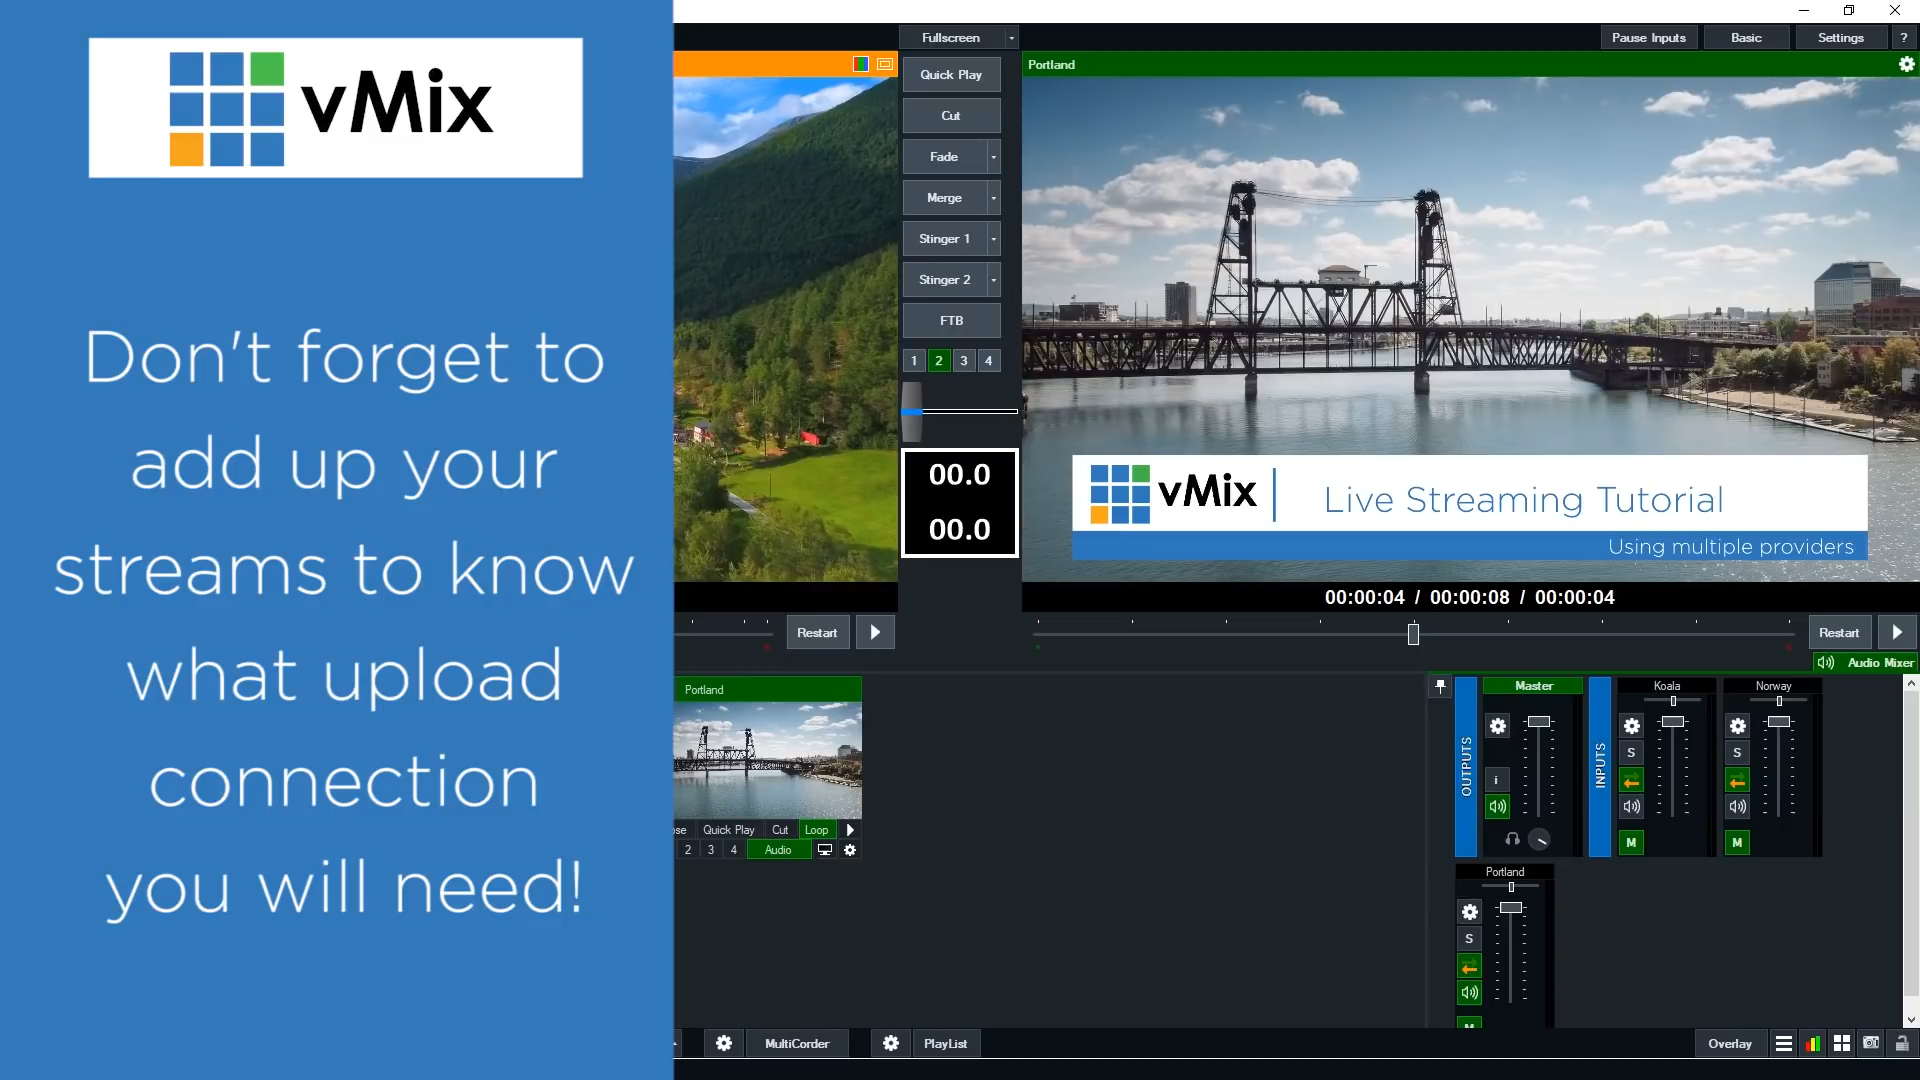 vMix
Don't forget to
add up your
streams to know
what upload
connection
you will need!
Fullscreen
Pause Inputs
Basic
Settings
?
Quick Play
Cut
Fade
Merge
Stinger 1
Stinger 2
FTB
1 2 3 4
00.0
00.0
Portland
vMix
Live Streaming Tutorial
Using multiple providers
00:00:04 / 00:00:08 / 00:00:04
Restart
Restart
Audio Mixer
Portland
Quick Play Cut Loop
2 3 4 Audio
OUTPUTS
Master
i
INPUTS
Koala
S
M
Norway
S
M
Portland
S
MultiCorder
PlayList
Overlay